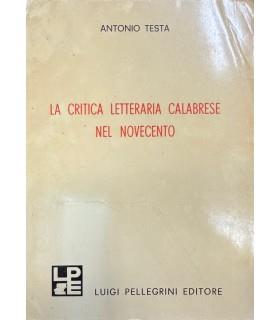 ANTONIO TESTA
LA CRITICA LETTERARIA CALABRESE
NEL NOVECENTO
LP
&E
LUIGI PELLEGRINI EDITORE